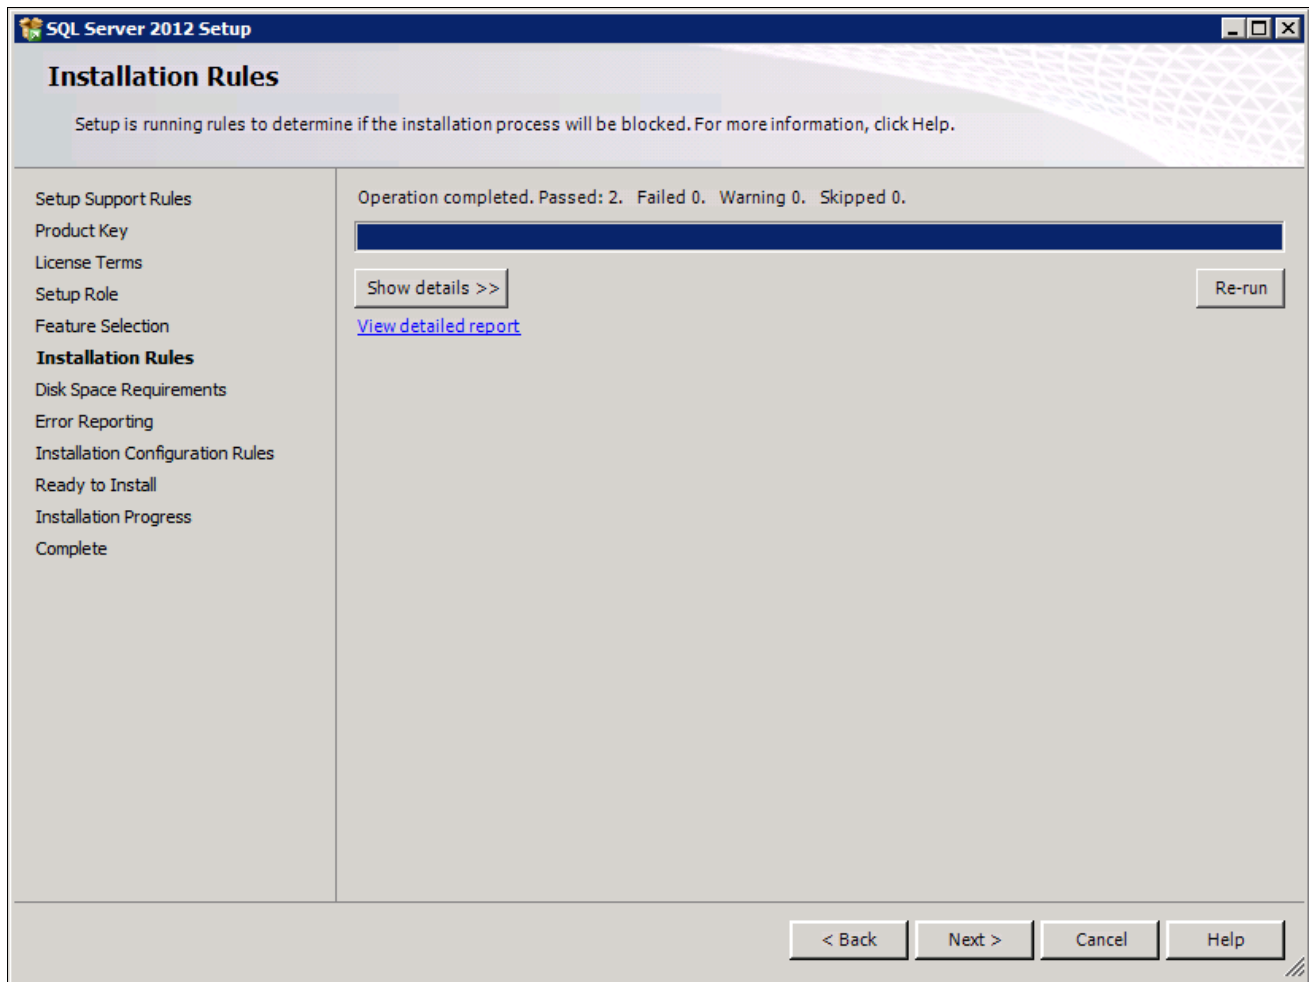 SQL Server 2012 Setup
Installation Rules
Setup is running rules to determine if the installation process will be blocked. For more information, click Help.
Setup Support Rules
Product Key
License Terms
Setup Role
Feature Selection
Installation Rules
Disk Space Requirements
Error Reporting
Installation Configuration Rules
Ready to Install
Installation Progress
Complete
Operation completed. Passed: 2. Failed 0. Warning 0. Skipped 0.
Show details >>
Re-run
View detailed report
< Back
Next >
Cancel
Help